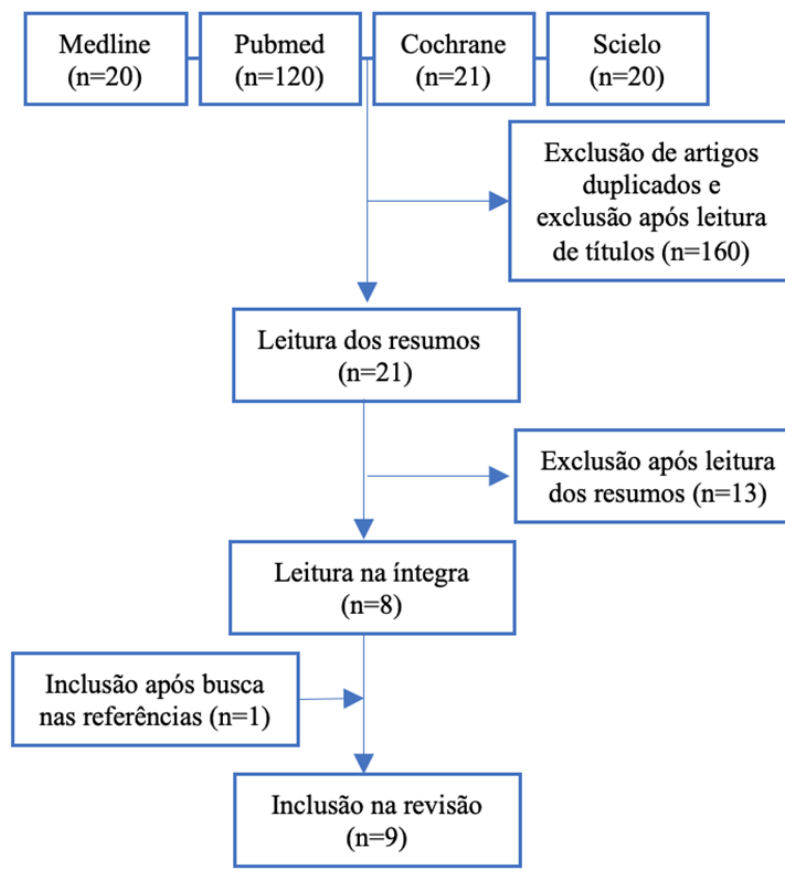 Medline
(n=20)
Pubmed
(n=120)
Cochrane
(n=21)
Scielo
(n=20)
Exclusão de artigos
duplicados e
exclusão após leitura
de títulos (n=160)
Leitura dos resumos
(n=21)
Exclusão após leitura
dos resumos (n=13)
Leitura na íntegra
(n=8)
Inclusão após busca
nas referências (n=1)
Inclusão na revisão
(n=9)